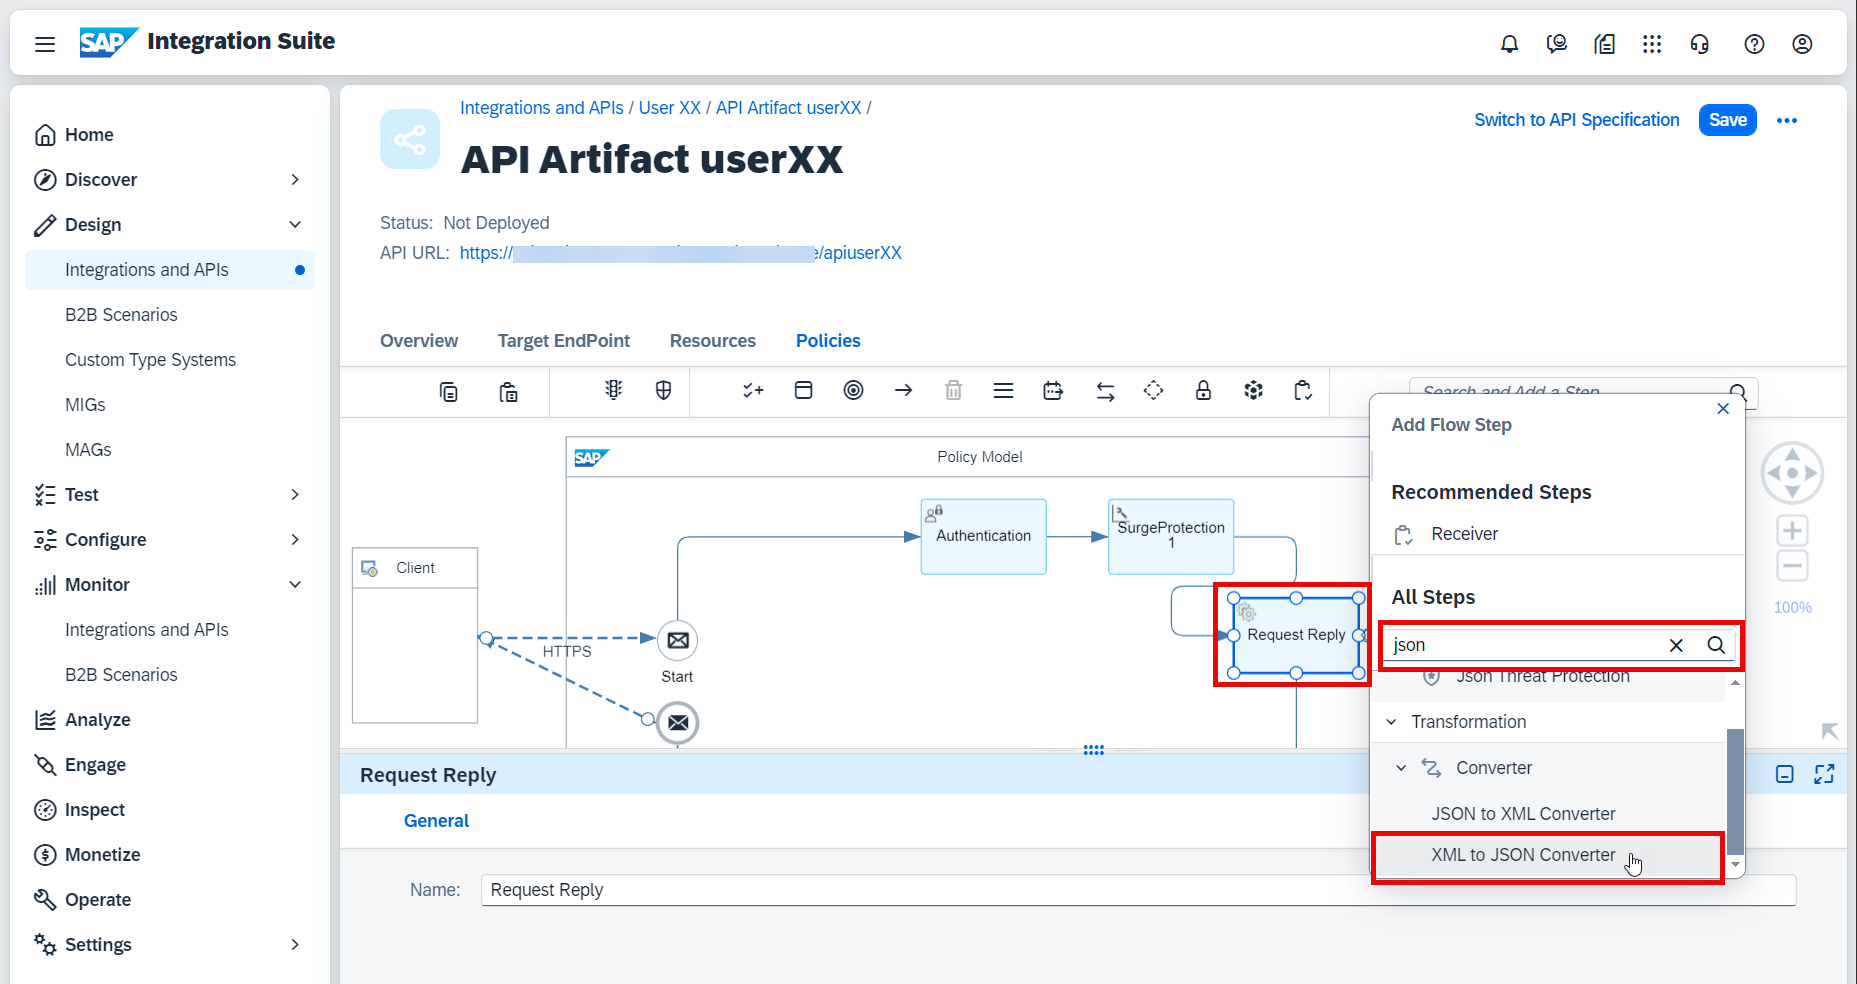 SAP Integration Suite
Home
Discover
Design
Integrations and APIs
B2B Scenarios
Custom Type Systems
MIGs
MAGs
Test
Configure
Monitor
Integrations and APIs
B2B Scenarios
Analyze
Engage
Inspect
Monetize
Operate
Settings
Integrations and APIs / User XX / API Artifact userXX /
API Artifact userXX
Switch to API Specification
Save
Status: Not Deployed
API URL: https:// /apiuserXX
Overview
Target EndPoint
Resources
Policies
Search and Add a Step
SAP
Policy Model
Client
HTTPS
Start
Authentication
SurgeProtection
1
Request Reply
100%
Add Flow Step
Recommended Steps
Receiver
All Steps
json
Json Threat Protection
Transformation
Converter
JSON to XML Converter
XML to JSON Converter
Request Reply
General
Name: Request Reply